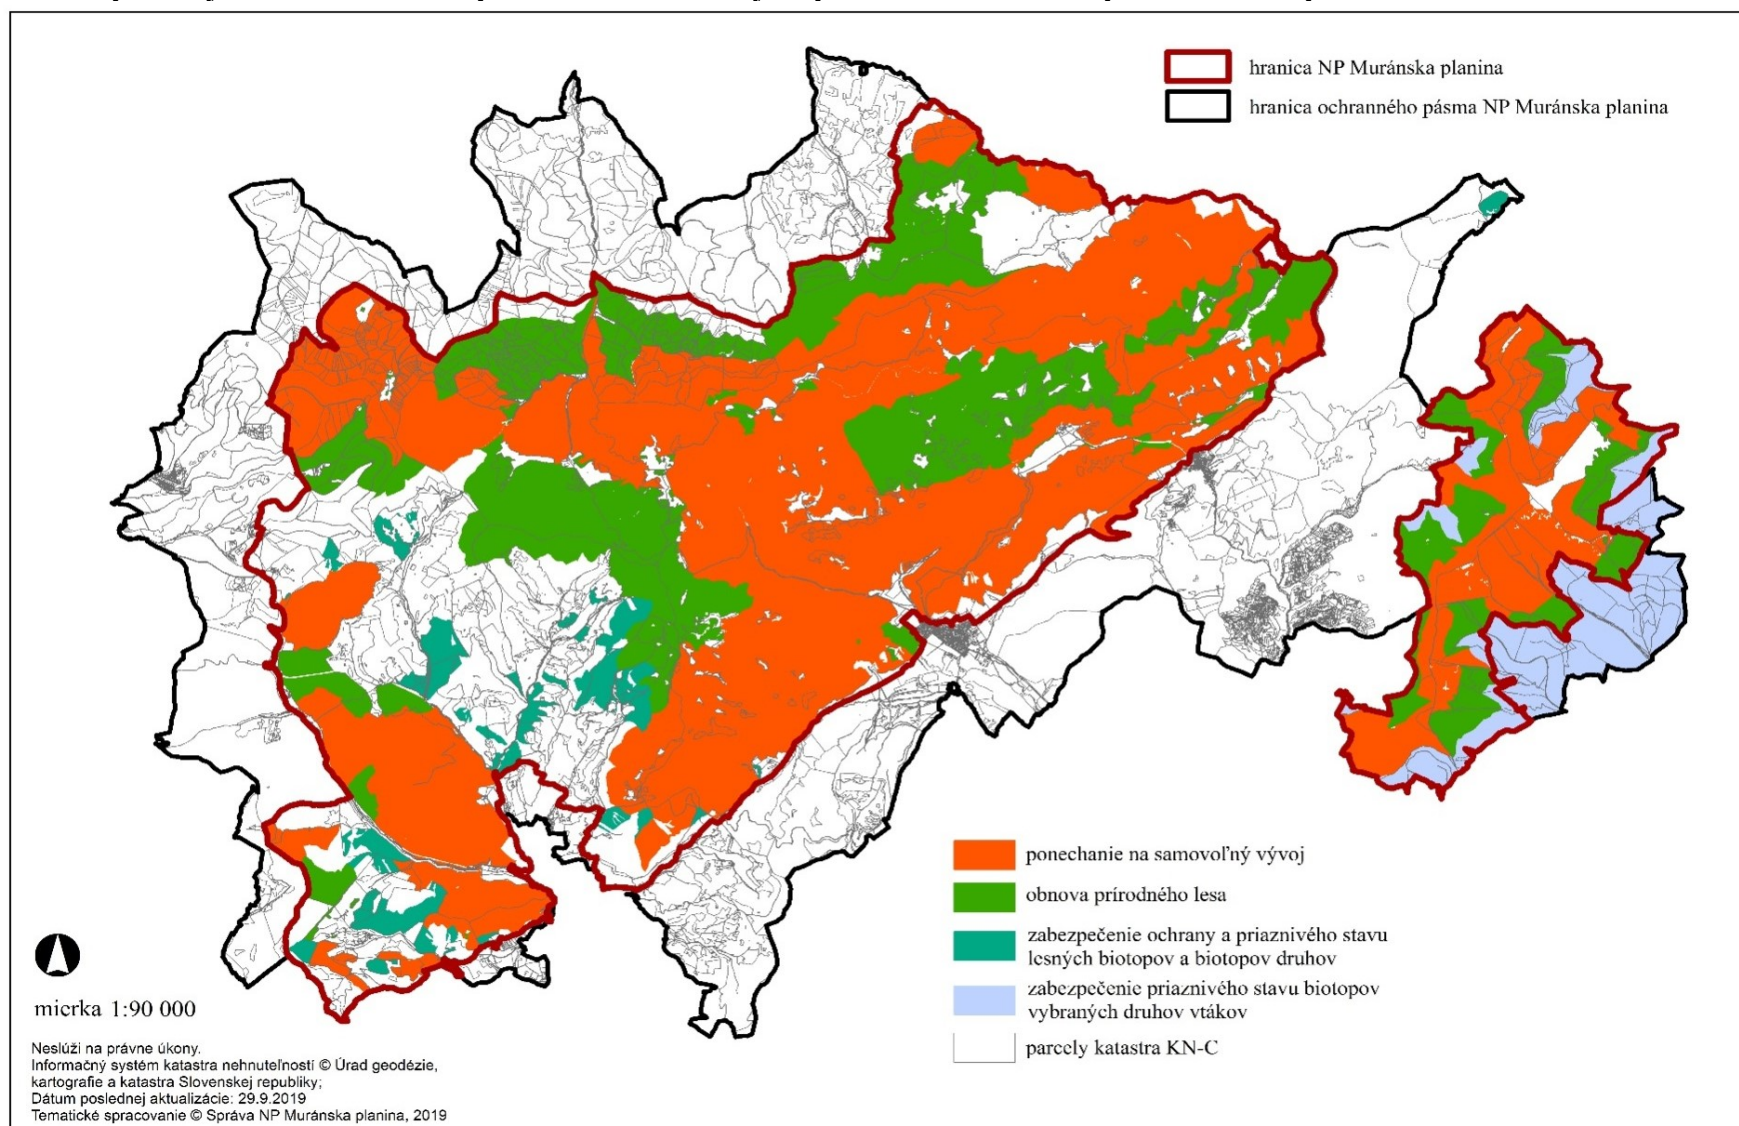 hranica NP Muránska planina
hranica ochranného pásma NP Muránska planina
ponechanie na samovoľný vývoj
obnova prírodného lesa
zabezpečenie ochrany a priaznivého stavu
lesných biotopov a biotopov druhov
zabezpečenie priaznivého stavu biotopov
vybraných druhov vtákov
parcely katastra KN-C
mierka 1:90 000
Neslúži na právne úkony.
Informačný systém katastra nehnuteľností © Úrad geodézie,
kartografie a katastra Slovenskej republiky;
Dátum poslednej aktualizácie: 29.9.2019
Tematické spracovanie © Správa NP Muránska planina, 2019